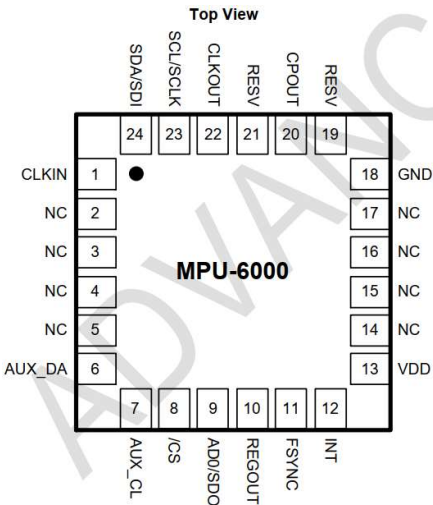 Top View
SDA/SDI
SCL/SCLK
CLKOUT
RESV
CPOUT
RESV
24 23 22 21 20 19
CLKIN 1 18 GND
NC 2 17 NC
NC 3 16 NC
MPU-6000
NC 4 15 NC
NC 5 14 NC
AUX_DA 6 13 VDD
7 8 9 10 11 12
AUX_CL
/CS
AD0/SDO
REGOUT
FSYNC
INT
ADVANC